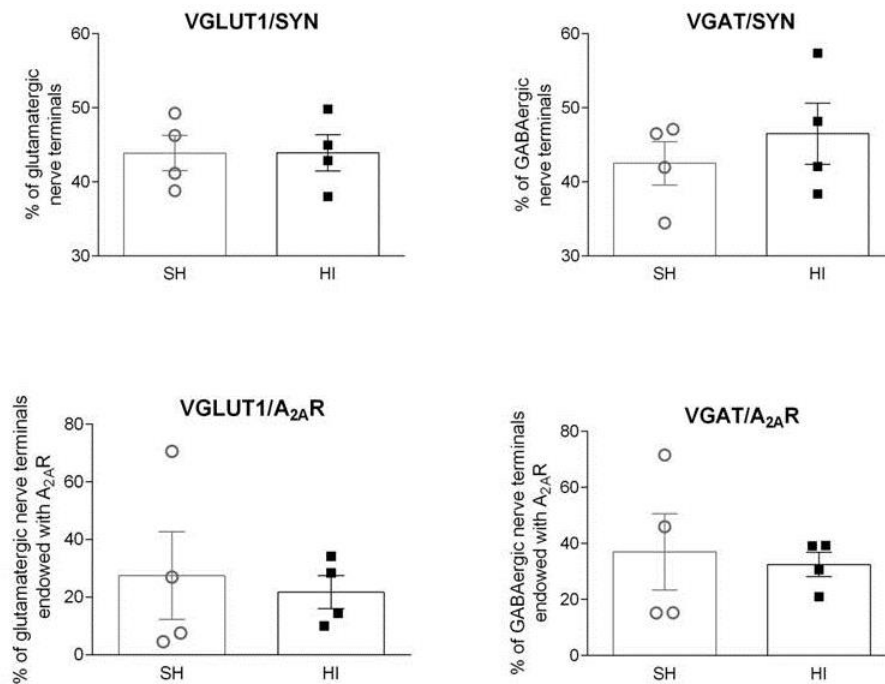 VGLUT1/SYN
% of glutamatergic
nerve terminals
60
50
40
30
SH HI
VGAT/SYN
% of GABAergic
nerve terminals
60
50
40
30
SH HI
VGLUT1/A2AR
% of glutamatergic nerve terminals
endowed with A2AR
80
60
40
20
0
SH HI
VGAT/A2AR
% of GABAergic nerve terminals
endowed with A2AR
80
60
40
20
0
SH HI